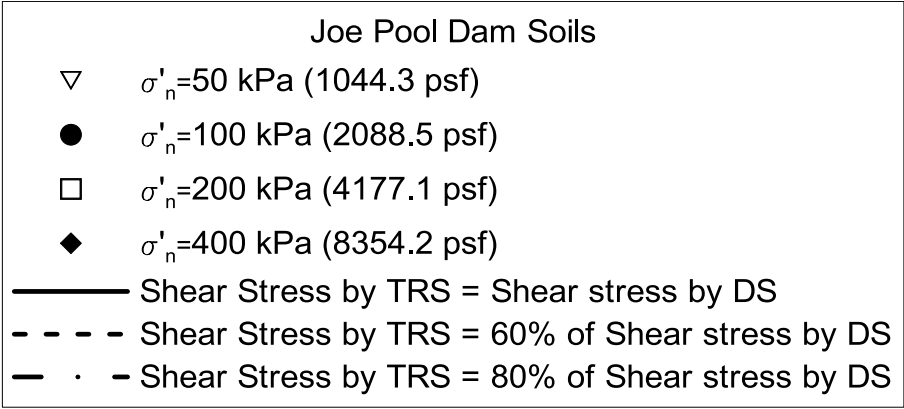 Joe Pool Dam Soils
σ'n=50 kPa (1044.3 psf)
σ'n=100 kPa (2088.5 psf)
σ'n=200 kPa (4177.1 psf)
σ'n=400 kPa (8354.2 psf)
Shear Stress by TRS = Shear stress by DS
Shear Stress by TRS = 60% of Shear stress by DS
Shear Stress by TRS = 80% of Shear stress by DS